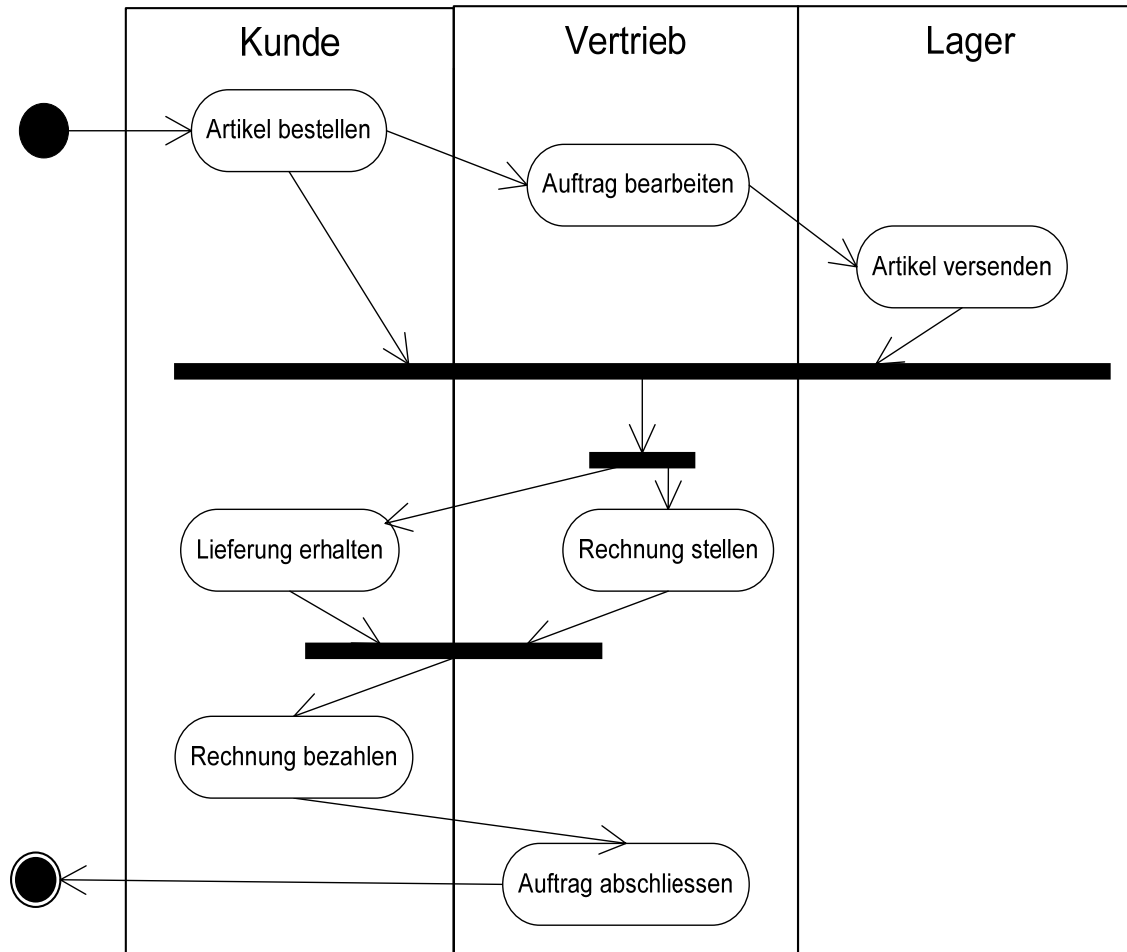 Kunde
Vertrieb
Lager
Artikel bestellen
Auftrag bearbeiten
Artikel versenden
Lieferung erhalten
Rechnung stellen
Rechnung bezahlen
Auftrag abschliessen